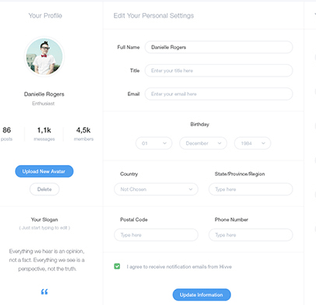 Your Profile
Danielle Rogers
Enthusiast
86
posts
1,1k
messages
4,5k
members
Upload New Avatar
Delete
Your Slogan
( Just start typing to edit )
Everything we hear is an opinion,
not a fact. Everything we see is a
perspective, not the truth.
“
Edit Your Personal Settings
Full Name
Danielle Rogers
Title
Enter your title here
Email
Enter your email here
Birthday
01
December
Country
State/Province/Region
Not Chosen
Type here
Postal Code
Phone Number
Type here
Type here
I agree to receive notification emails from
Update Information